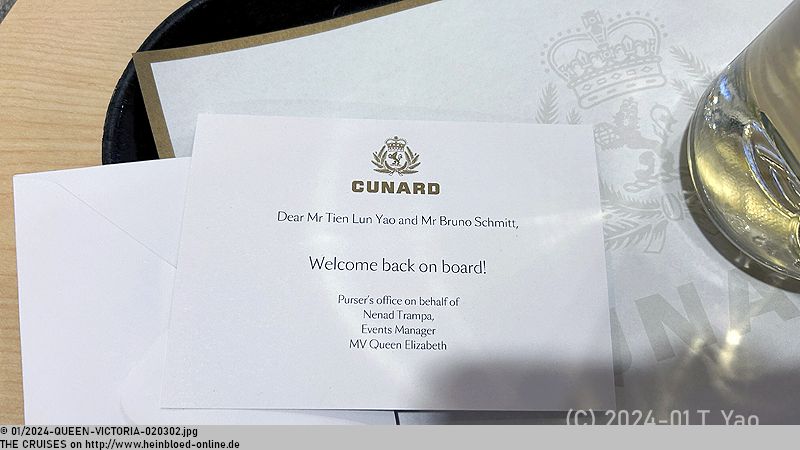 CUNARD
Dear Mr Tien Lun Yao and Mr Bruno Schmitt,
Welcome back on board!
Purser's office on behalf of
Nenad Trampa,
Events Manager
MV Queen Elizabeth
CUNA
(C) 2024-01 T. Yao
© 01/2024-QUEEN-VICTORIA-020302.jpg
THE CRUISES on http://www.heinbloed-online.de